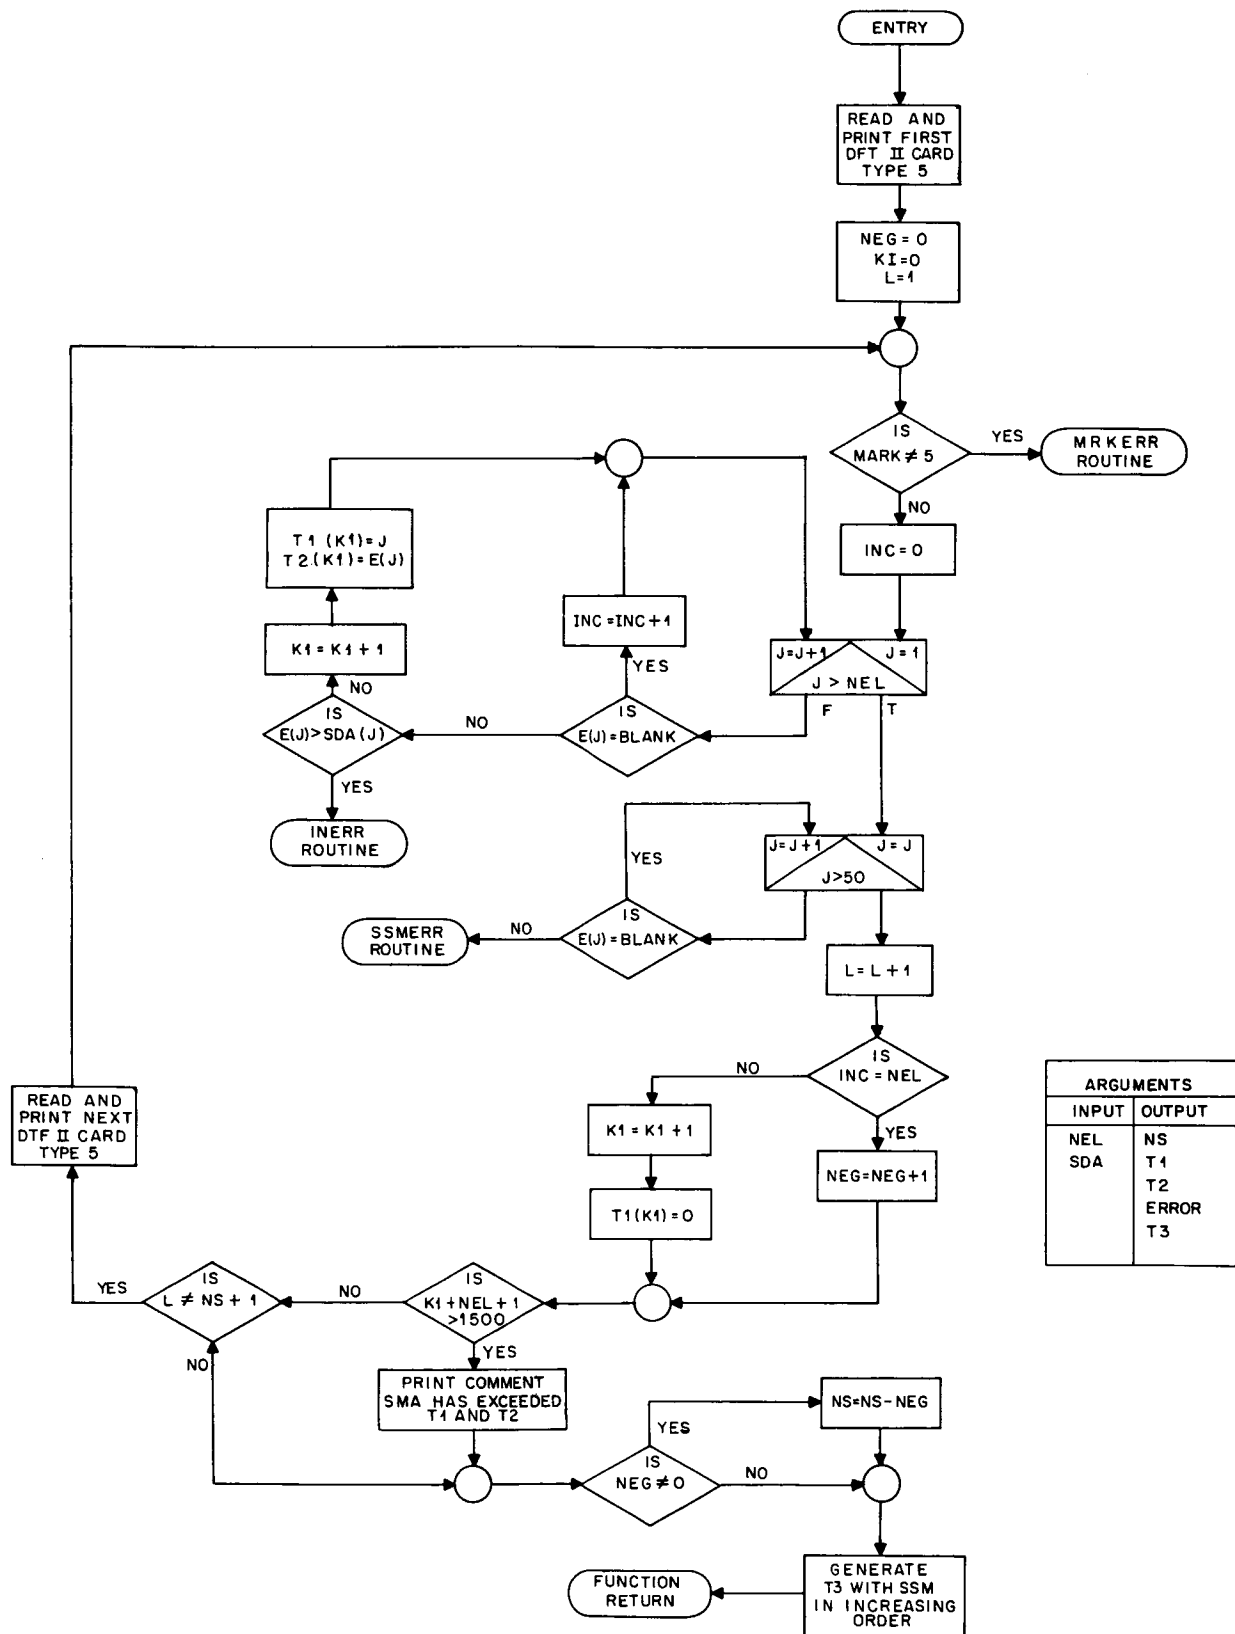 ENTRY
READ AND
PRINT FIRST
DFT II CARD
TYPE 5
NEG = 0
KI=0
L=1
IS
MARK ≠ 5
YES
MRKERR
ROUTINE
NO
INC=0
T1 (K1)=J
T2.(K1)=E(J)
INC=INC+1
K1=K1+1
J=J+1
J=1
J > NEL
YES
NO
F
T
IS
E(J)>SDA(J)
NO
IS
E(J)=BLANK
YES
INERR
ROUTINE
J=J+1
J=J
J>50
YES
IS
E(J)=BLANK
NO
SSMERR
ROUTINE
L=L+1
IS
INC=NEL
NO
YES
K1=K1+1
NEG=NEG+1
T1(K1)=0
READ AND
PRINT NEXT
DTF II CARD
TYPE 5
ARGUMENTS
INPUT OUTPUT
NEL NS
SDA T1
T2
ERROR
T3
YES
IS
L ≠ NS + 1
NO
IS
K1+NEL+1
>1500
NO
YES
PRINT COMMENT
SMA HAS EXCEEDED
T1 AND T2
NS=NS-NEG
YES
IS
NEG≠0
NO
GENERATE
T3 WITH SSM
IN INCREASING
ORDER
FUNCTION
RETURN